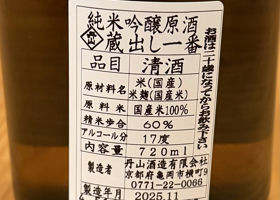 純米吟醸原酒
蔵出し一番
品目 清酒
原材料名 米(国産米)
米麹(国産米)
原料米 国産米100%
精米歩合 60%
アルコール分 17度
内容量 720ml
製造者 丹山酒造有限会社
京都府亀岡市横町9
0771-22-0066
製造年月 2025.11
お酒は二十歳になってからお飲み下さい